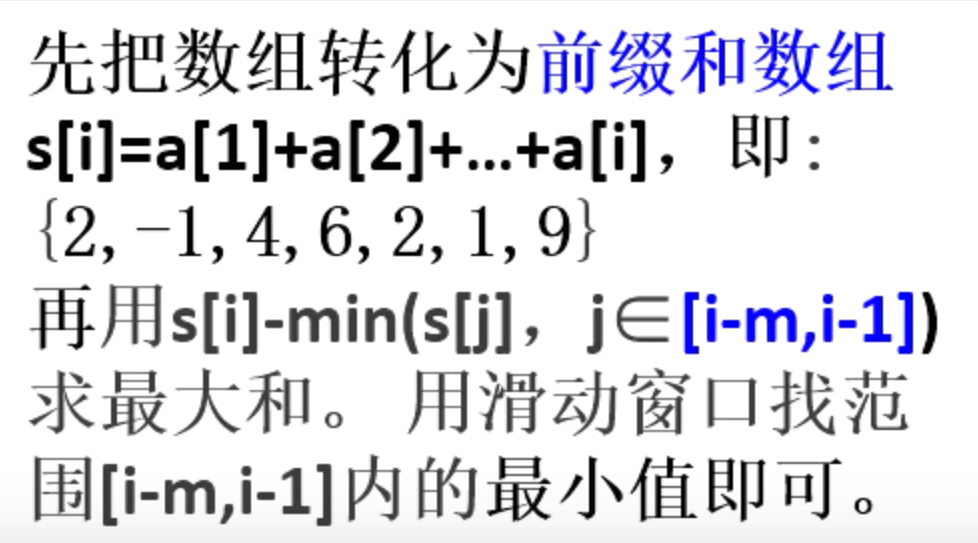 先把数组转化为前缀和数组
s[i]=a[1]+a[2]+...+a[i]，即:
{2,-1,4,6,2,1,9}
再用s[i]-min(s[j]，j∈[i-m,i-1])
求最大和。用滑动窗口找范
围[i-m,i-1]内的最小值即可。